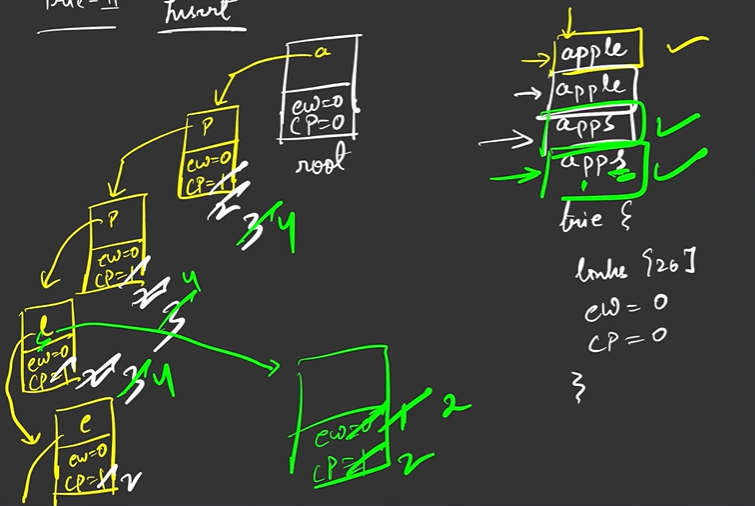 Trie-II Insert
a
ew=0
CP=0
root
p
ew=0
CP=1 2 3 4
p
ew=0
CP=1 2 3 4
l s
ew=0
CP=1 2 3 4
e
ew=0
CP=1 2
ew=0 1 2
CP=1 2
apple
apple
apps
apps
trie {
links [26]
ew = 0
CP = 0
}